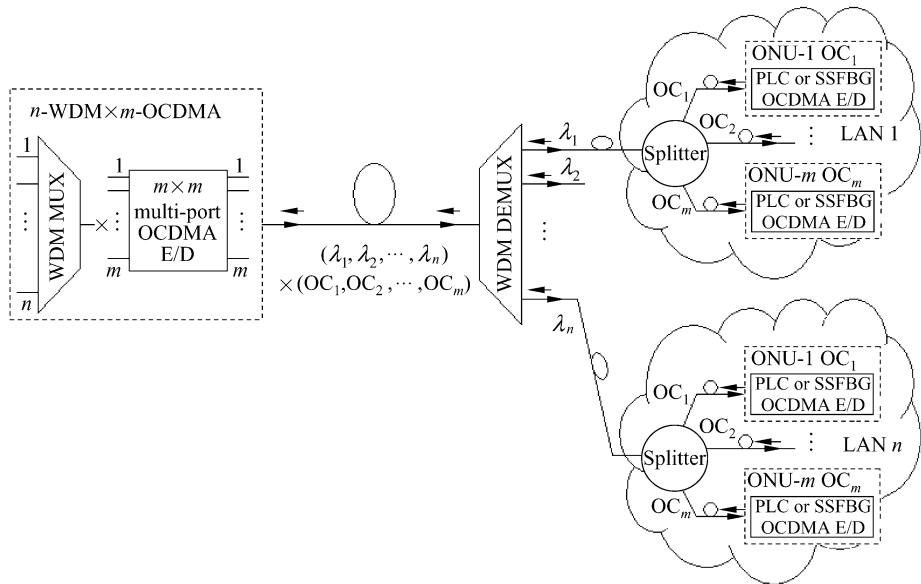 n-WDM×m-OCDMA
1
⋮
n
WDM MUX
×
1
⋮
m
m×m
multi-port
OCDMA
E/D
1
⋮
m
(λ1, λ2, ⋯, λn)
×(OC1,OC2, ⋯, OCm)
WDM DEMUX
λ1
λ2
⋮
λn
Splitter
OC1
OC2
OCm
ONU-1 OC1
PLC or SSFBG
OCDMA E/D
⋮
LAN 1
ONU-m OCm
PLC or SSFBG
OCDMA E/D
Splitter
OC1
OC2
OCm
ONU-1 OC1
PLC or SSFBG
OCDMA E/D
⋮
LAN n
ONU-m OCm
PLC or SSFBG
OCDMA E/D